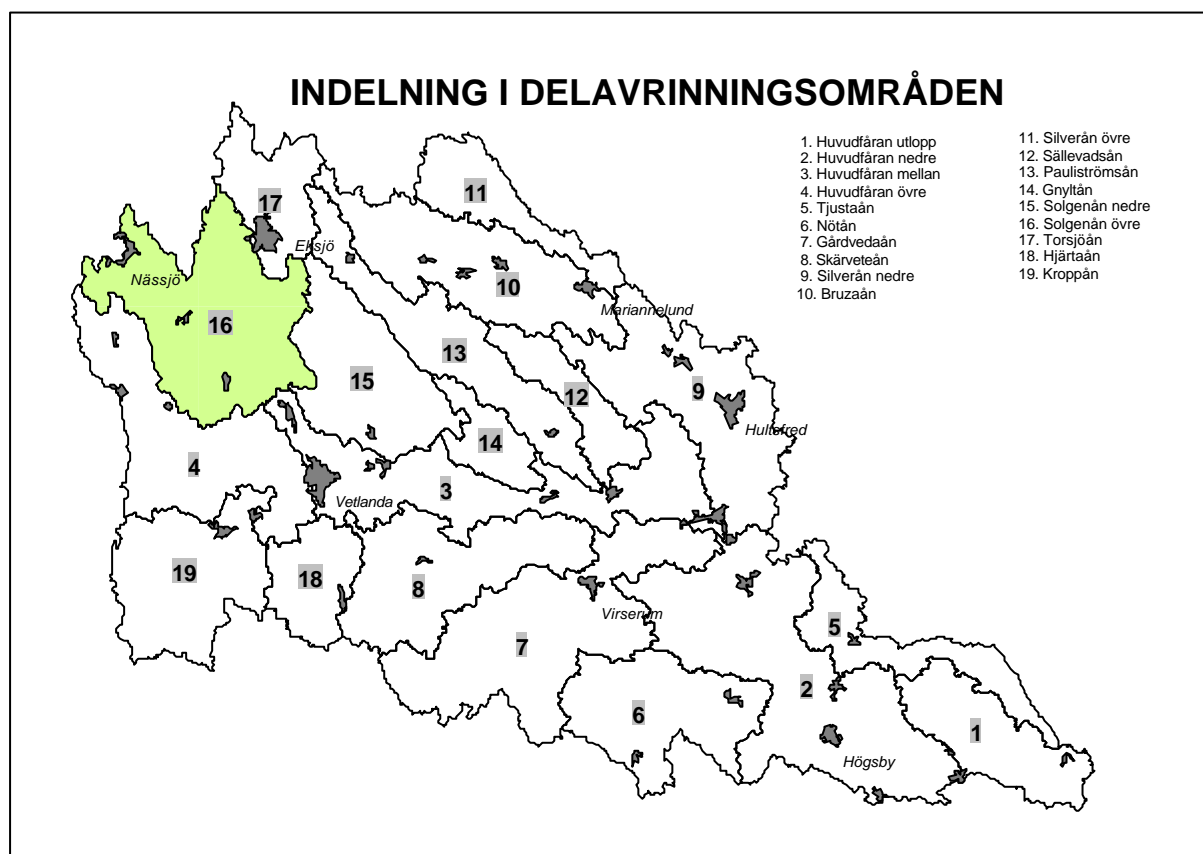 INDELNING I DELAVRINNINGSOMRÅDEN
1. Huvudfåran utlopp
2. Huvudfåran nedre
3. Huvudfåran mellan
4. Huvudfåran övre
5. Tjustaån
6. Nötån
7. Gårdvedaån
8. Skärveteån
9. Silverån nedre
10. Bruzaån
11. Silverån övre
12. Sällevadsån
13. Pauliströmsån
14. Gnyltån
15. Solgenån nedre
16. Solgenån övre
17. Torsjöån
18. Hjärtaån
19. Kroppån
11
17
Eksjö
Nässjö
10
Mariannelund
16
13
15
12
9
Hultsfred
14
4
3
Vetlanda
19
18
8
Virserum
5
7
2
6
1
Högsby